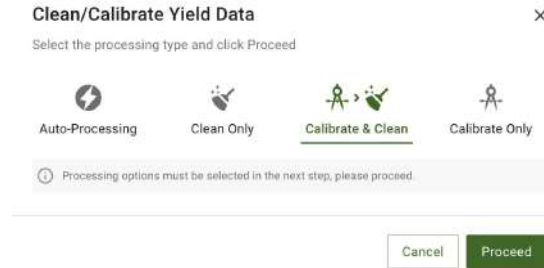 Clean/Calibrate Yield Data
Select the processing type and click Proceed
Auto-Processing Clean Only Calibrate & Clean Calibrate Only
Processing options must be selected in the next step, please proceed.
Cancel Proceed